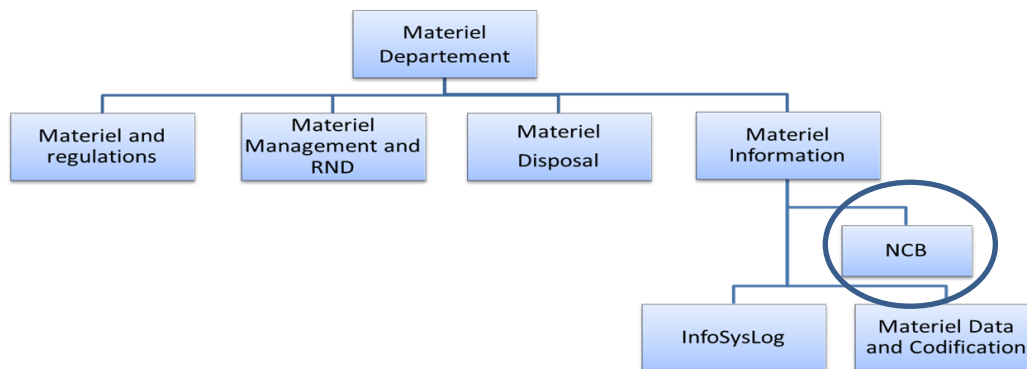 Materiel
Departement
Materiel and
regulations
Materiel
Management and
RND
Materiel
Disposal
Materiel
Information
NCB
InfoSysLog
Materiel Data
and Codification